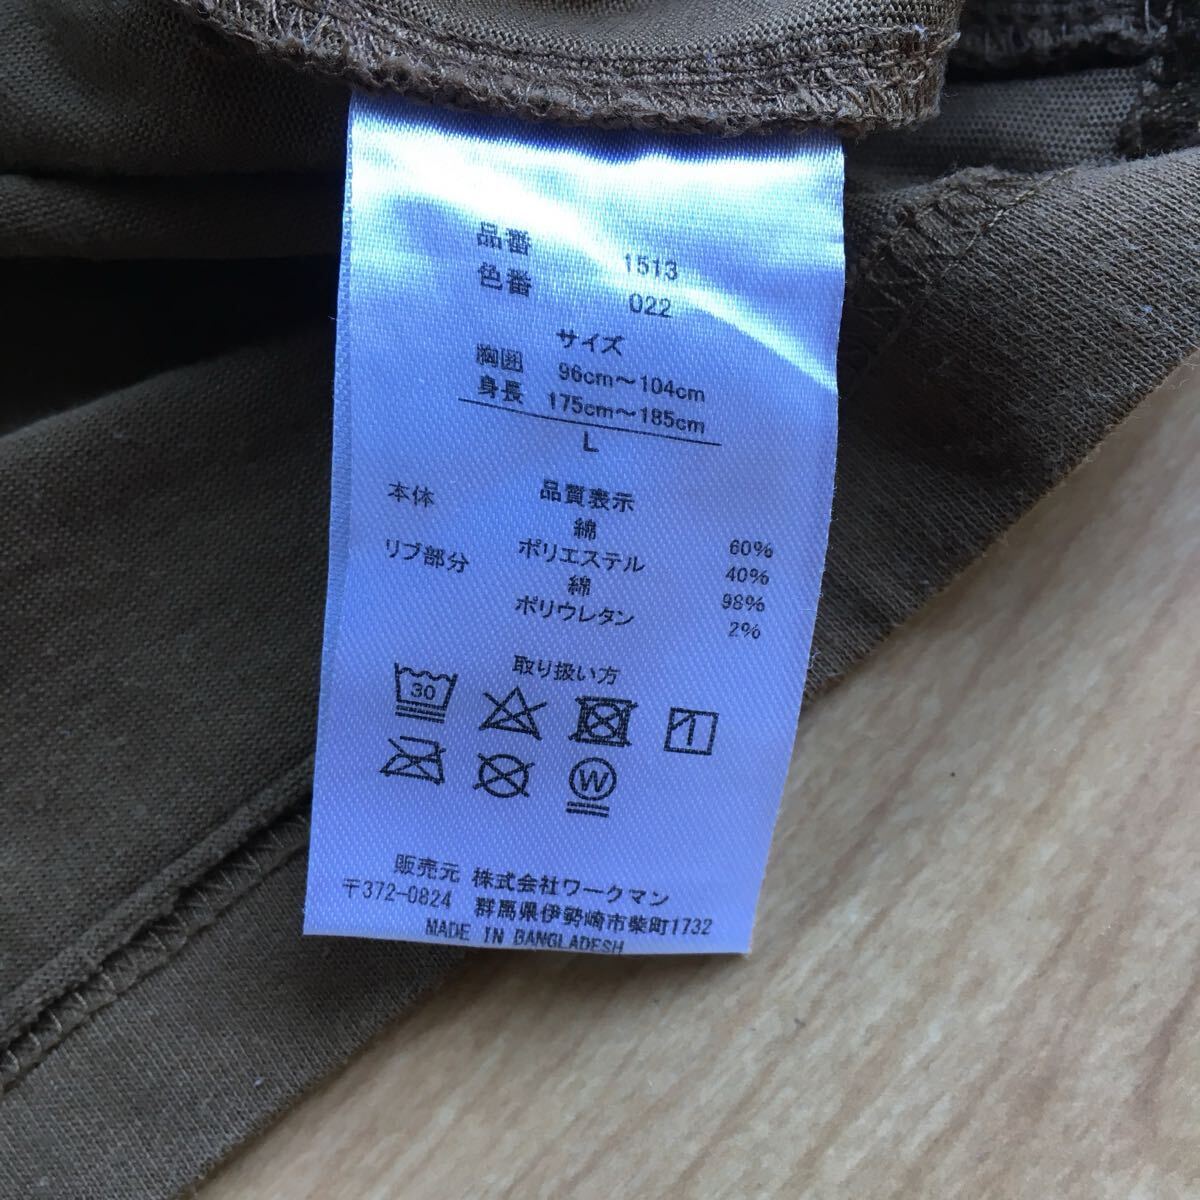 品番 1513
色番 022
サイズ
胸囲 96cm～104cm
身長 175cm～185cm
L
品質表示
本体 綿 60%
ポリエステル 40%
リブ部分 綿 98%
ポリウレタン 2%
取り扱い方
30
W
販売元 株式会社ワークマン
〒372-0824 群馬県伊勢崎市柴町1732
MADE IN BANGLADESH